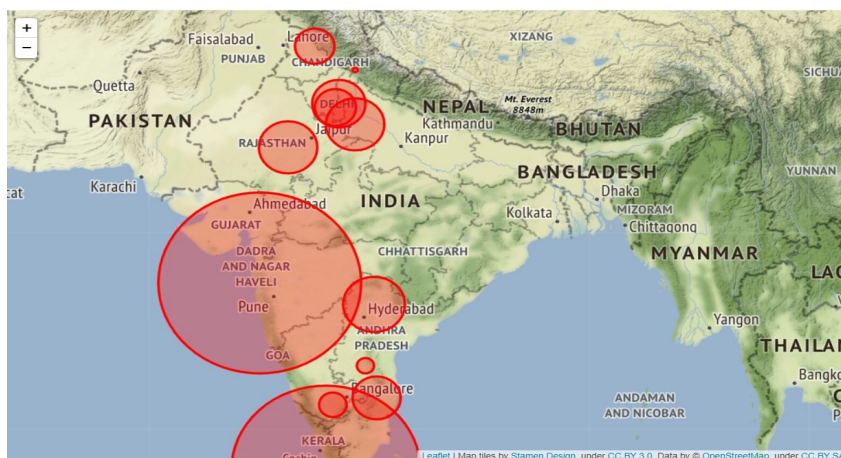 +
−
Faisalabad
Lahore
PUNJAB
XIZANG
CHANDIGARH
Quetta
DELHI
NEPAL
Mt. Everest
8848m
PAKISTAN
Jaipur
Kathmandu
BHUTAN
RAJASTHAN
Kanpur
BANGLADESH
YUNNAN
Karachi
Dhaka
Ahmedabad
INDIA
Kolkata
MIZORAM
GUJARAT
Chittagong
DADRA
AND NAGAR
HAVELI
CHHATTISGARH
MYANMAR
Pune
Hyderabad
Yangon
ANDHRA
PRADESH
GOA
Bangalore
ANDAMAN
AND NICOBAR
KERALA
Leaflet | Map tiles by Stamen Design, under CC BY 3.0. Data by © OpenStreetMap, under CC BY SA